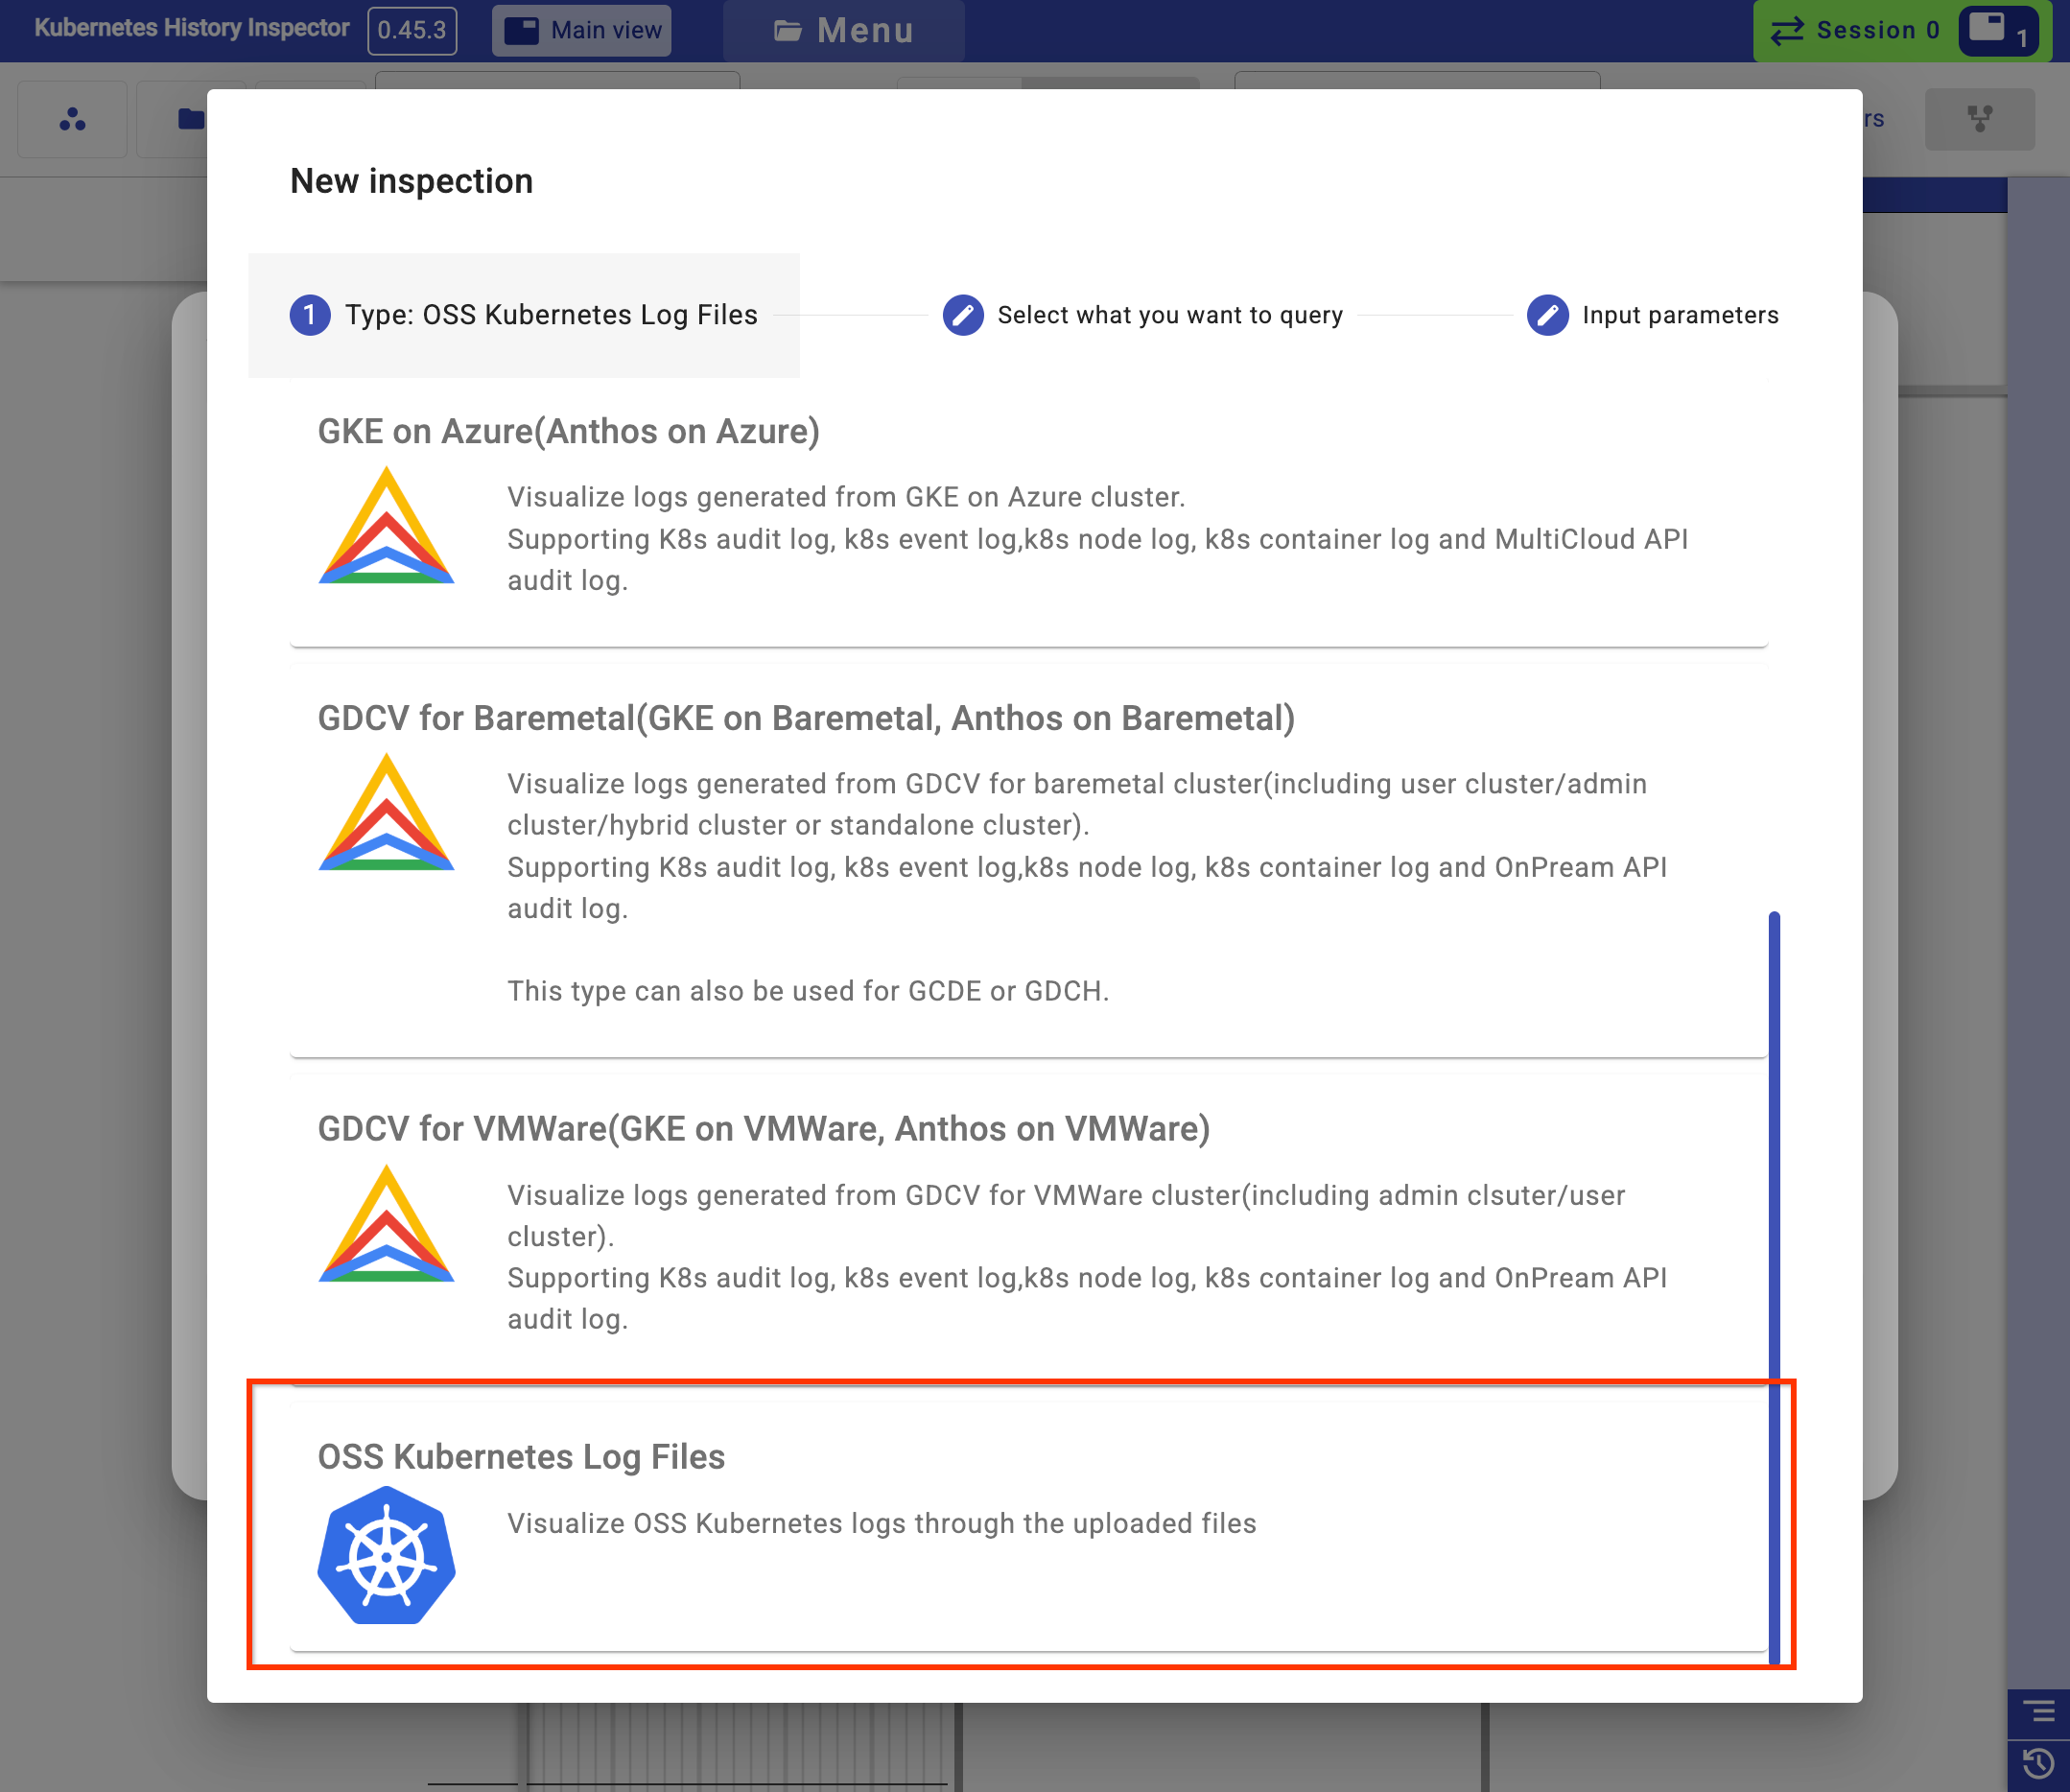 Kubernetes History Inspector 0.45.3 Main view Menu Session 0 1
rs
New inspection
1 Type: OSS Kubernetes Log Files Select what you want to query Input parameters
GKE on Azure(Anthos on Azure)
Visualize logs generated from GKE on Azure cluster.
Supporting K8s audit log, k8s event log,k8s node log, k8s container log and MultiCloud API
audit log.
GDCV for Baremetal(GKE on Baremetal, Anthos on Baremetal)
Visualize logs generated from GDCV for baremetal cluster(including user cluster/admin
cluster/hybrid cluster or standalone cluster).
Supporting K8s audit log, k8s event log,k8s node log, k8s container log and OnPream API
audit log.
This type can also be used for GCDE or GDCH.
GDCV for VMWare(GKE on VMWare, Anthos on VMWare)
Visualize logs generated from GDCV for VMWare cluster(including admin clsuter/user
cluster).
Supporting K8s audit log, k8s event log,k8s node log, k8s container log and OnPream API
audit log.
OSS Kubernetes Log Files
Visualize OSS Kubernetes logs through the uploaded files